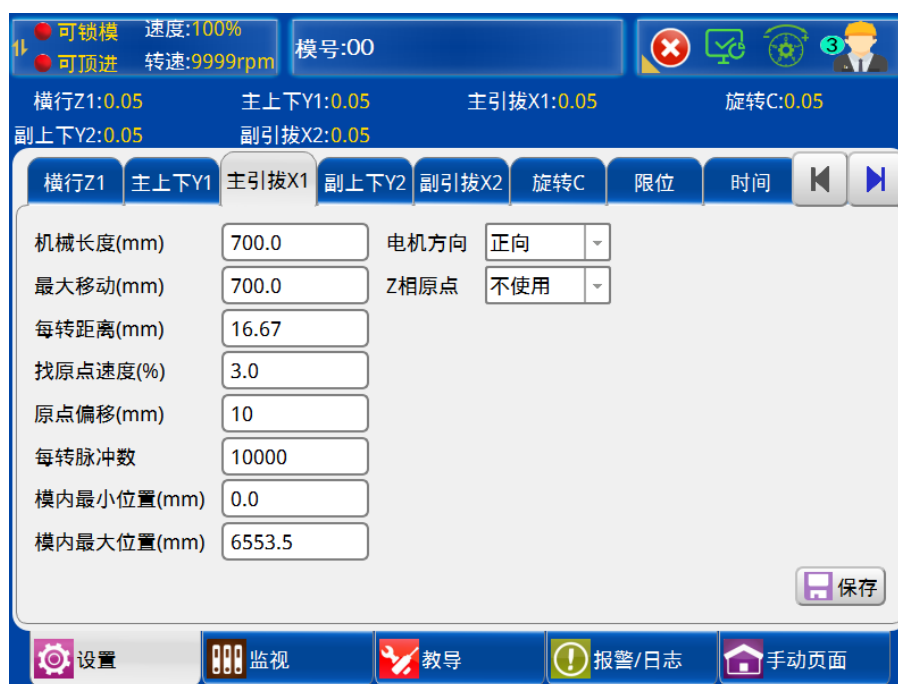 可锁模 速度:100%
可顶进 转速:9999rpm
模号:00
3
横行Z1:0.05 主上下Y1:0.05 主引拔X1:0.05 旋转C:0.05
副上下Y2:0.05 副引拔X2:0.05
横行Z1 主上下Y1 主引拔X1 副上下Y2 副引拔X2 旋转C 限位 时间
机械长度(mm) 700.0 电机方向 正向
最大移动(mm) 700.0 Z相原点 不使用
每转距离(mm) 16.67
找原点速度(%) 3.0
原点偏移(mm) 10
每转脉冲数 10000
模内最小位置(mm) 0.0
模内最大位置(mm) 6553.5
保存
设置 监视 教导 报警/日志 手动页面